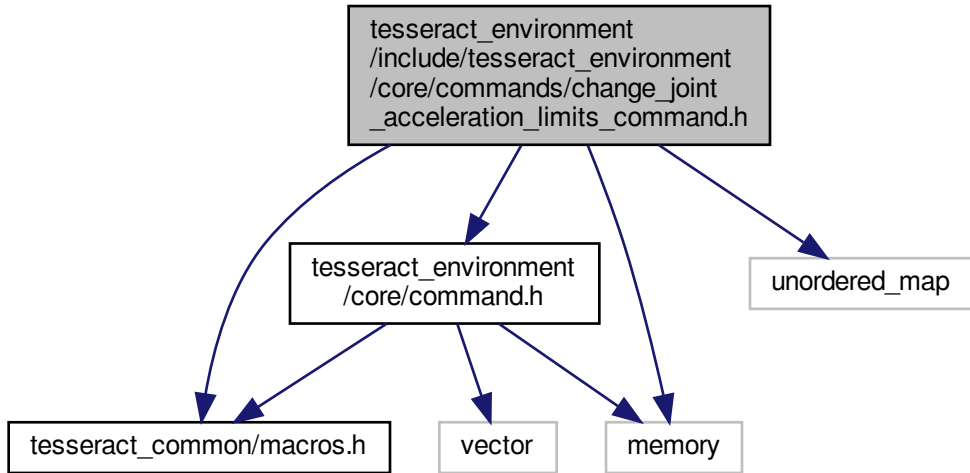 tesseract_environment
/include/tesseract_environment
/core/commands/change_joint
_acceleration_limits_command.h
tesseract_environment
/core/command.h
unordered_map
tesseract_common/macros.h
vector
memory